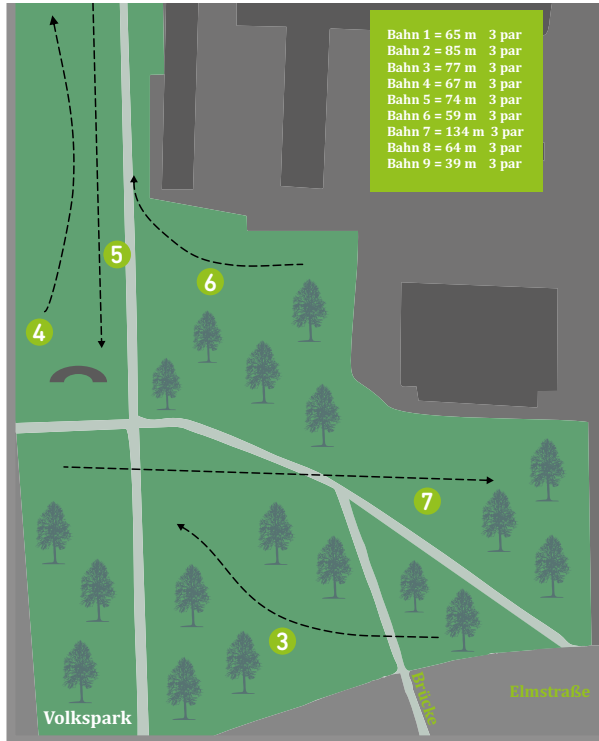 Bahn 1 = 65 m 3 par
Bahn 2 = 85 m 3 par
Bahn 3 = 77 m 3 par
Bahn 4 = 67 m 3 par
Bahn 5 = 74 m 3 par
Bahn 6 = 59 m 3 par
Bahn 7 = 134 m 3 par
Bahn 8 = 64 m 3 par
Bahn 9 = 39 m 3 par
5
6
4
7
3
Elmstraße
Brücke
Volkspark